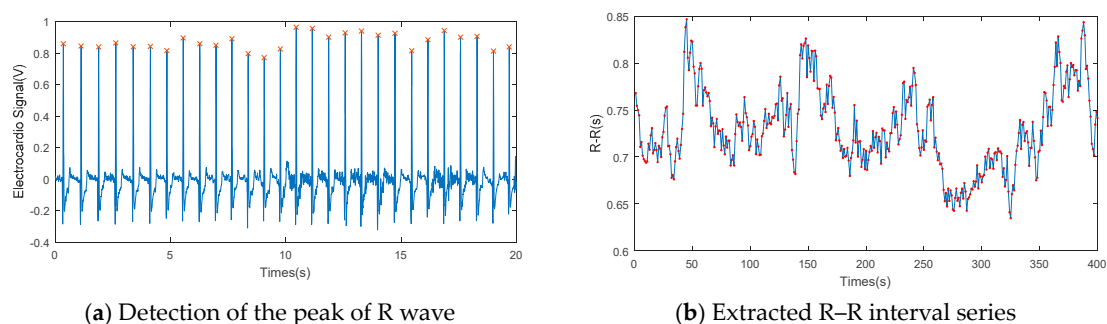 1
0.8
0.6
0.4
0.2
0
-0.2
-0.4
Electrocardio Signal(V)
0 5 10 15 20
Times(s)
(a) Detection of the peak of R wave
0.85
0.8
0.75
0.7
0.65
0.6
R-R(s)
0 50 100 150 200 250 300 350 400
Times(s)
(b) Extracted R–R interval series